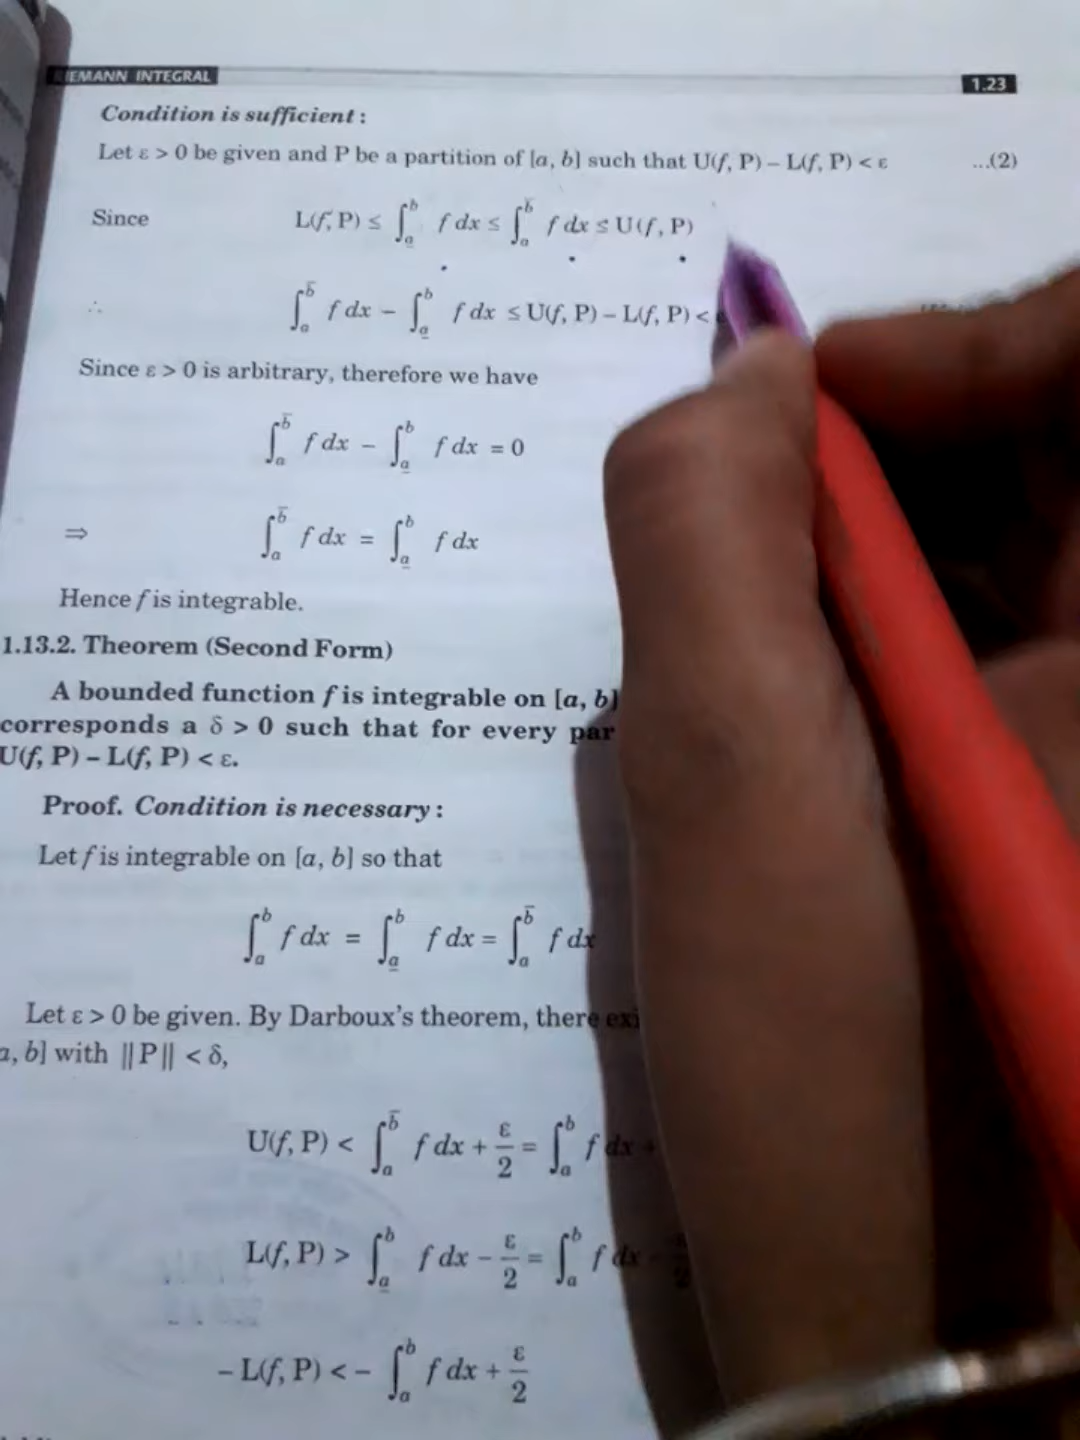 RIEMANN INTEGRAL 1.23
Condition is sufficient :
Let ε > 0 be given and P be a partition of [a, b] such that U(f, P) – L(f, P) < ε ...(2)
Since L(f, P) ≤ ∫_a̲^b f dx ≤ ∫_a^b̅ f dx ≤ U(f, P)
∴ ∫_a^b̅ f dx – ∫_a̲^b f dx ≤ U(f, P) – L(f, P) <
Since ε > 0 is arbitrary, therefore we have
∫_a^b̅ f dx – ∫_a̲^b f dx = 0
⇒ ∫_a^b̅ f dx = ∫_a̲^b f dx
Hence f is integrable.
1.13.2. Theorem (Second Form)
A bounded function f is integrable on [a, b]
corresponds a δ > 0 such that for every par
U(f, P) – L(f, P) < ε.
Proof. Condition is necessary :
Let f is integrable on [a, b] so that
∫_a^b f dx = ∫_a̲^b f dx = ∫_a^b̅ f dx
Let ε > 0 be given. By Darboux's theorem, there exi
a, b] with || P || < δ,
U(f, P) < ∫_a^b̅ f dx + ε/2 = ∫_a^b f dx +
L(f, P) > ∫_a̲^b f dx – ε/2 = ∫_a^b f dx – ε/2
– L(f, P) < – ∫_a^b f dx + ε/2